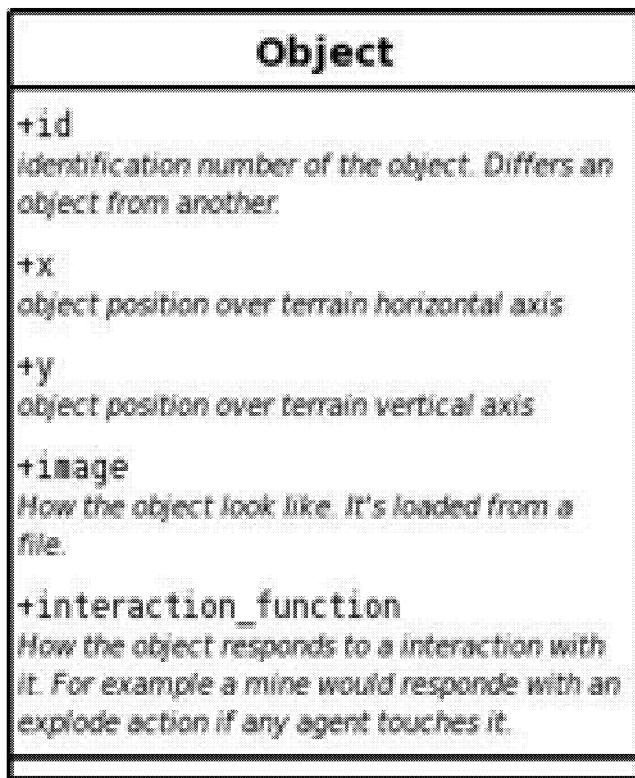 Object
+id
identification number of the object. Differs an
object from another.
+x
object position over terrain horizontal axis
+y
object position over terrain vertical axis
+image
How the object look like. It's loaded from a
file.
+interaction_function
How the object responds to a interaction with
it. For example a mine would responde with an
explode action if any agent touches it.